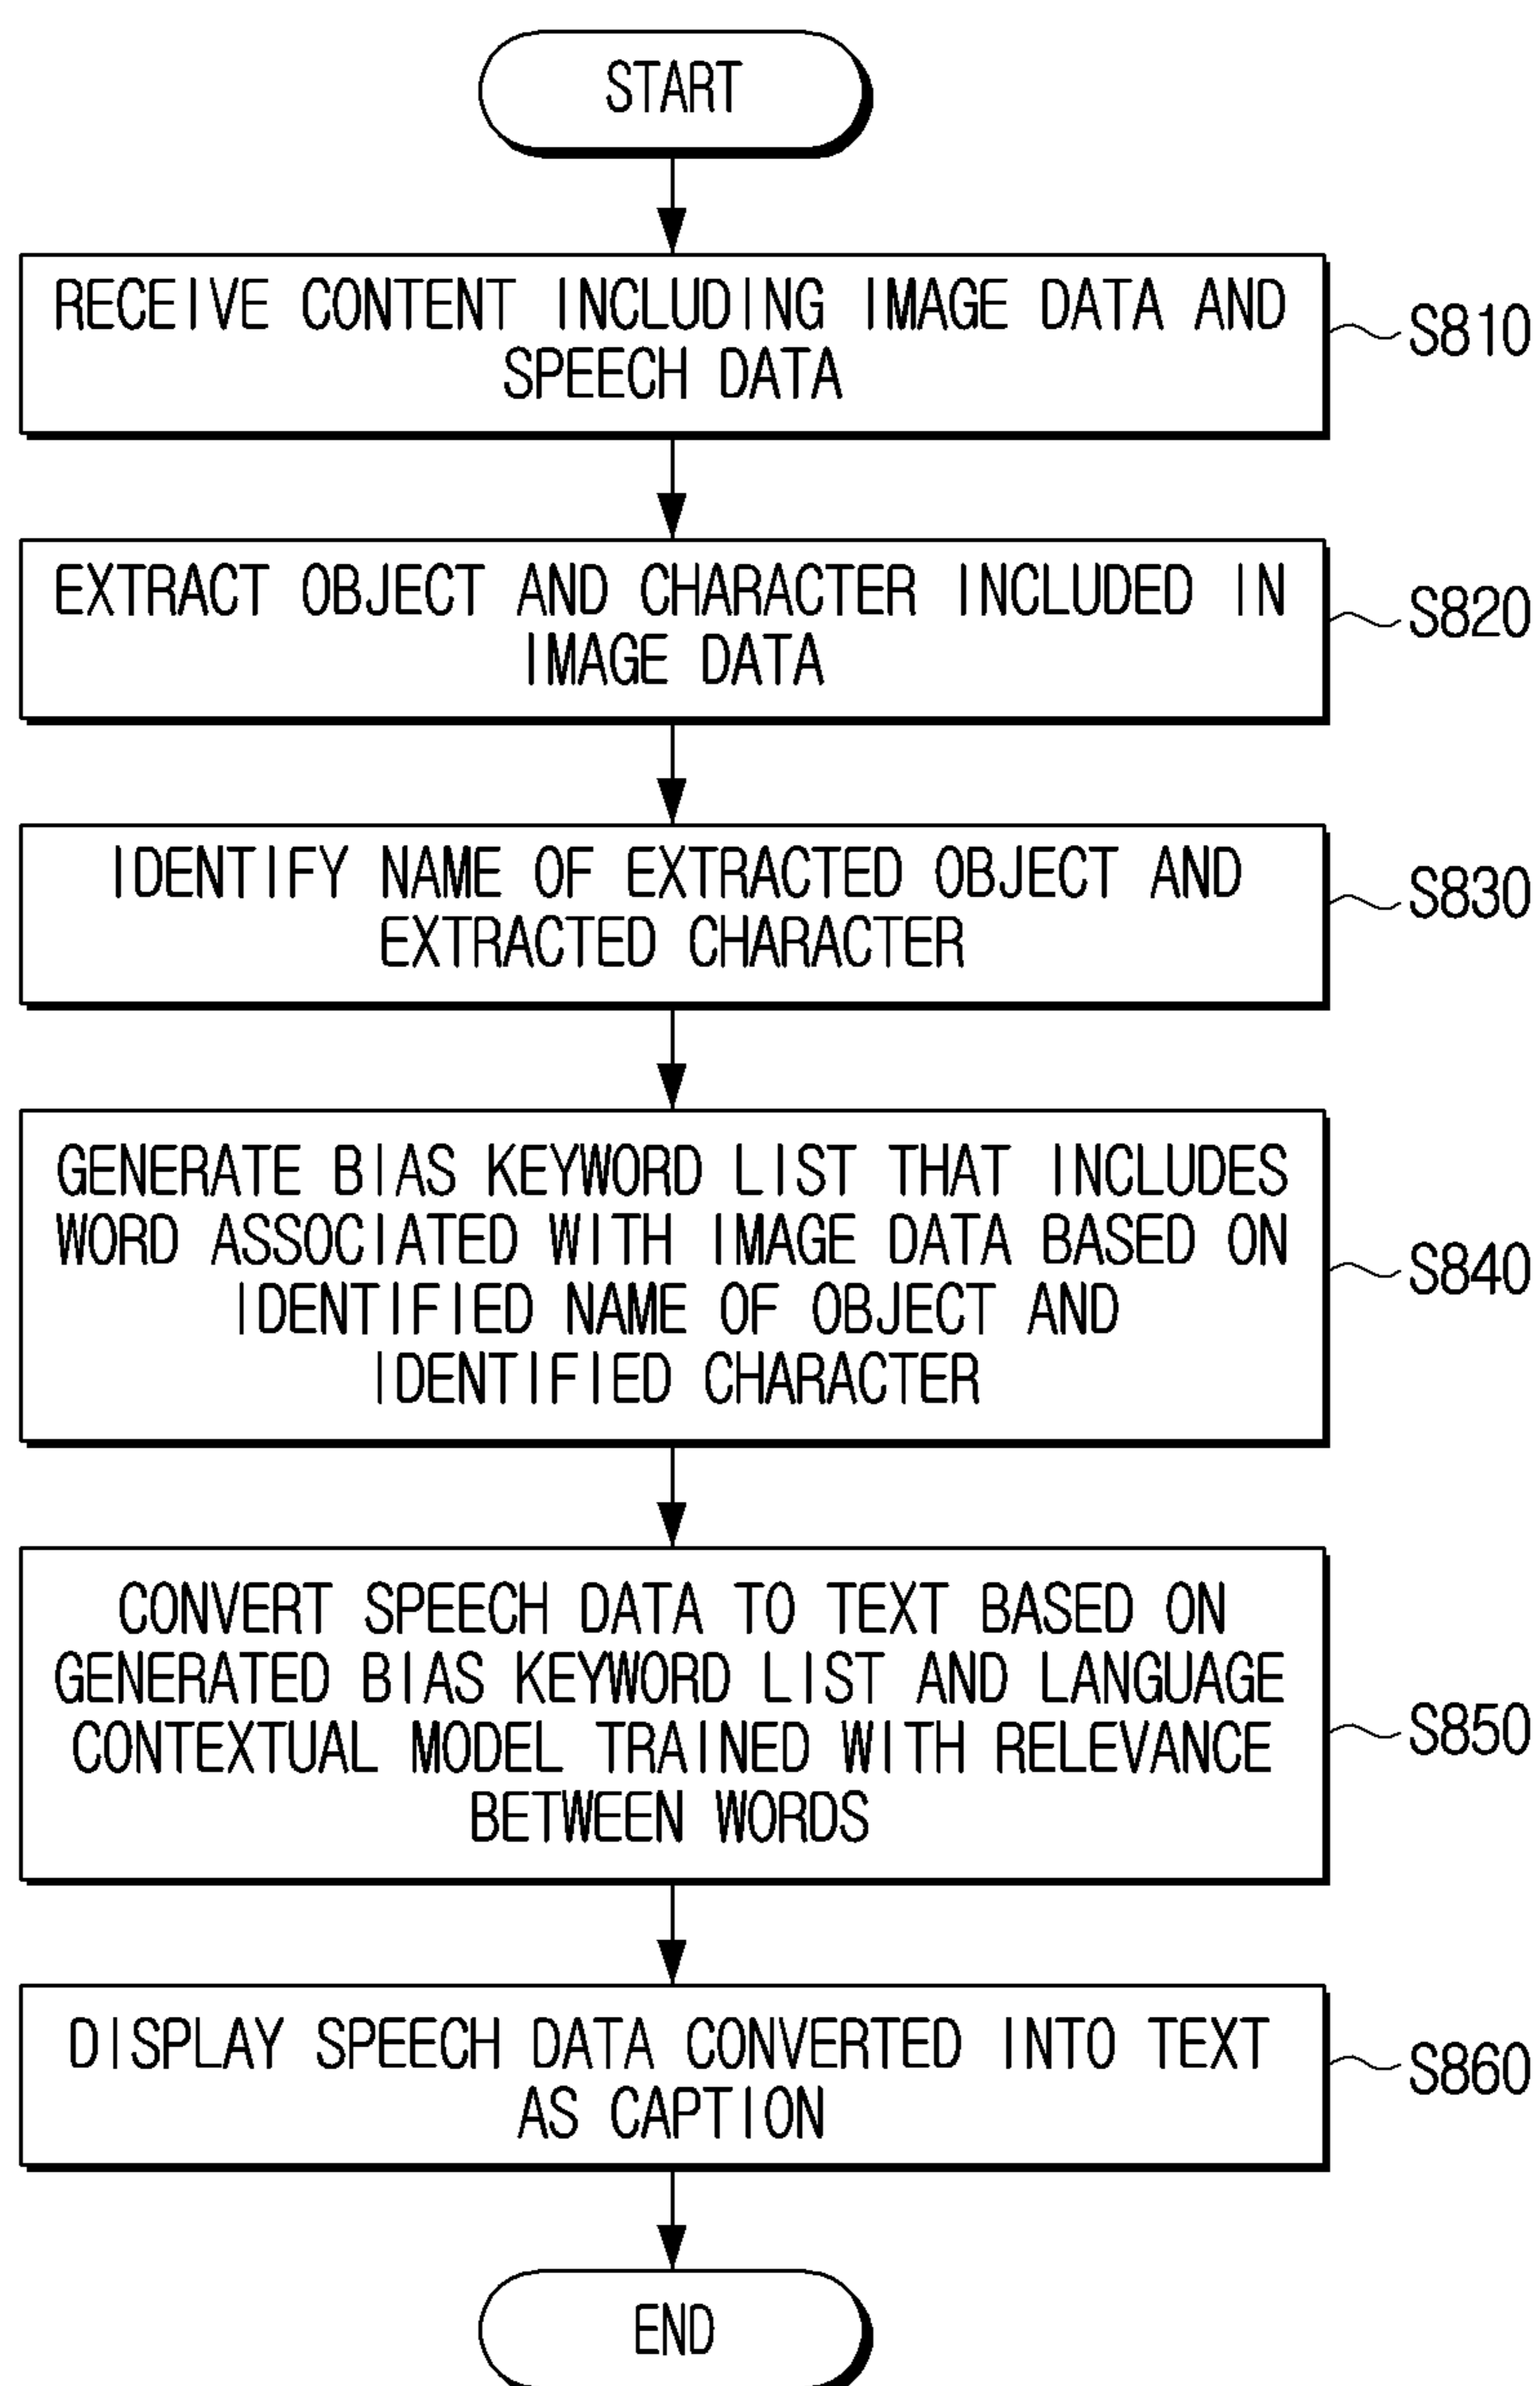 START
RECEIVE CONTENT INCLUDING IMAGE DATA AND
SPEECH DATA
S810
EXTRACT OBJECT AND CHARACTER INCLUDED IN
IMAGE DATA
S820
IDENTIFY NAME OF EXTRACTED OBJECT AND
EXTRACTED CHARACTER
S830
GENERATE BIAS KEYWORD LIST THAT INCLUDES
WORD ASSOCIATED WITH IMAGE DATA BASED ON
IDENTIFIED NAME OF OBJECT AND
IDENTIFIED CHARACTER
S840
CONVERT SPEECH DATA TO TEXT BASED ON
GENERATED BIAS KEYWORD LIST AND LANGUAGE
CONTEXTUAL MODEL TRAINED WITH RELEVANCE
BETWEEN WORDS
S850
DISPLAY SPEECH DATA CONVERTED INTO TEXT
AS CAPTION
S860
END